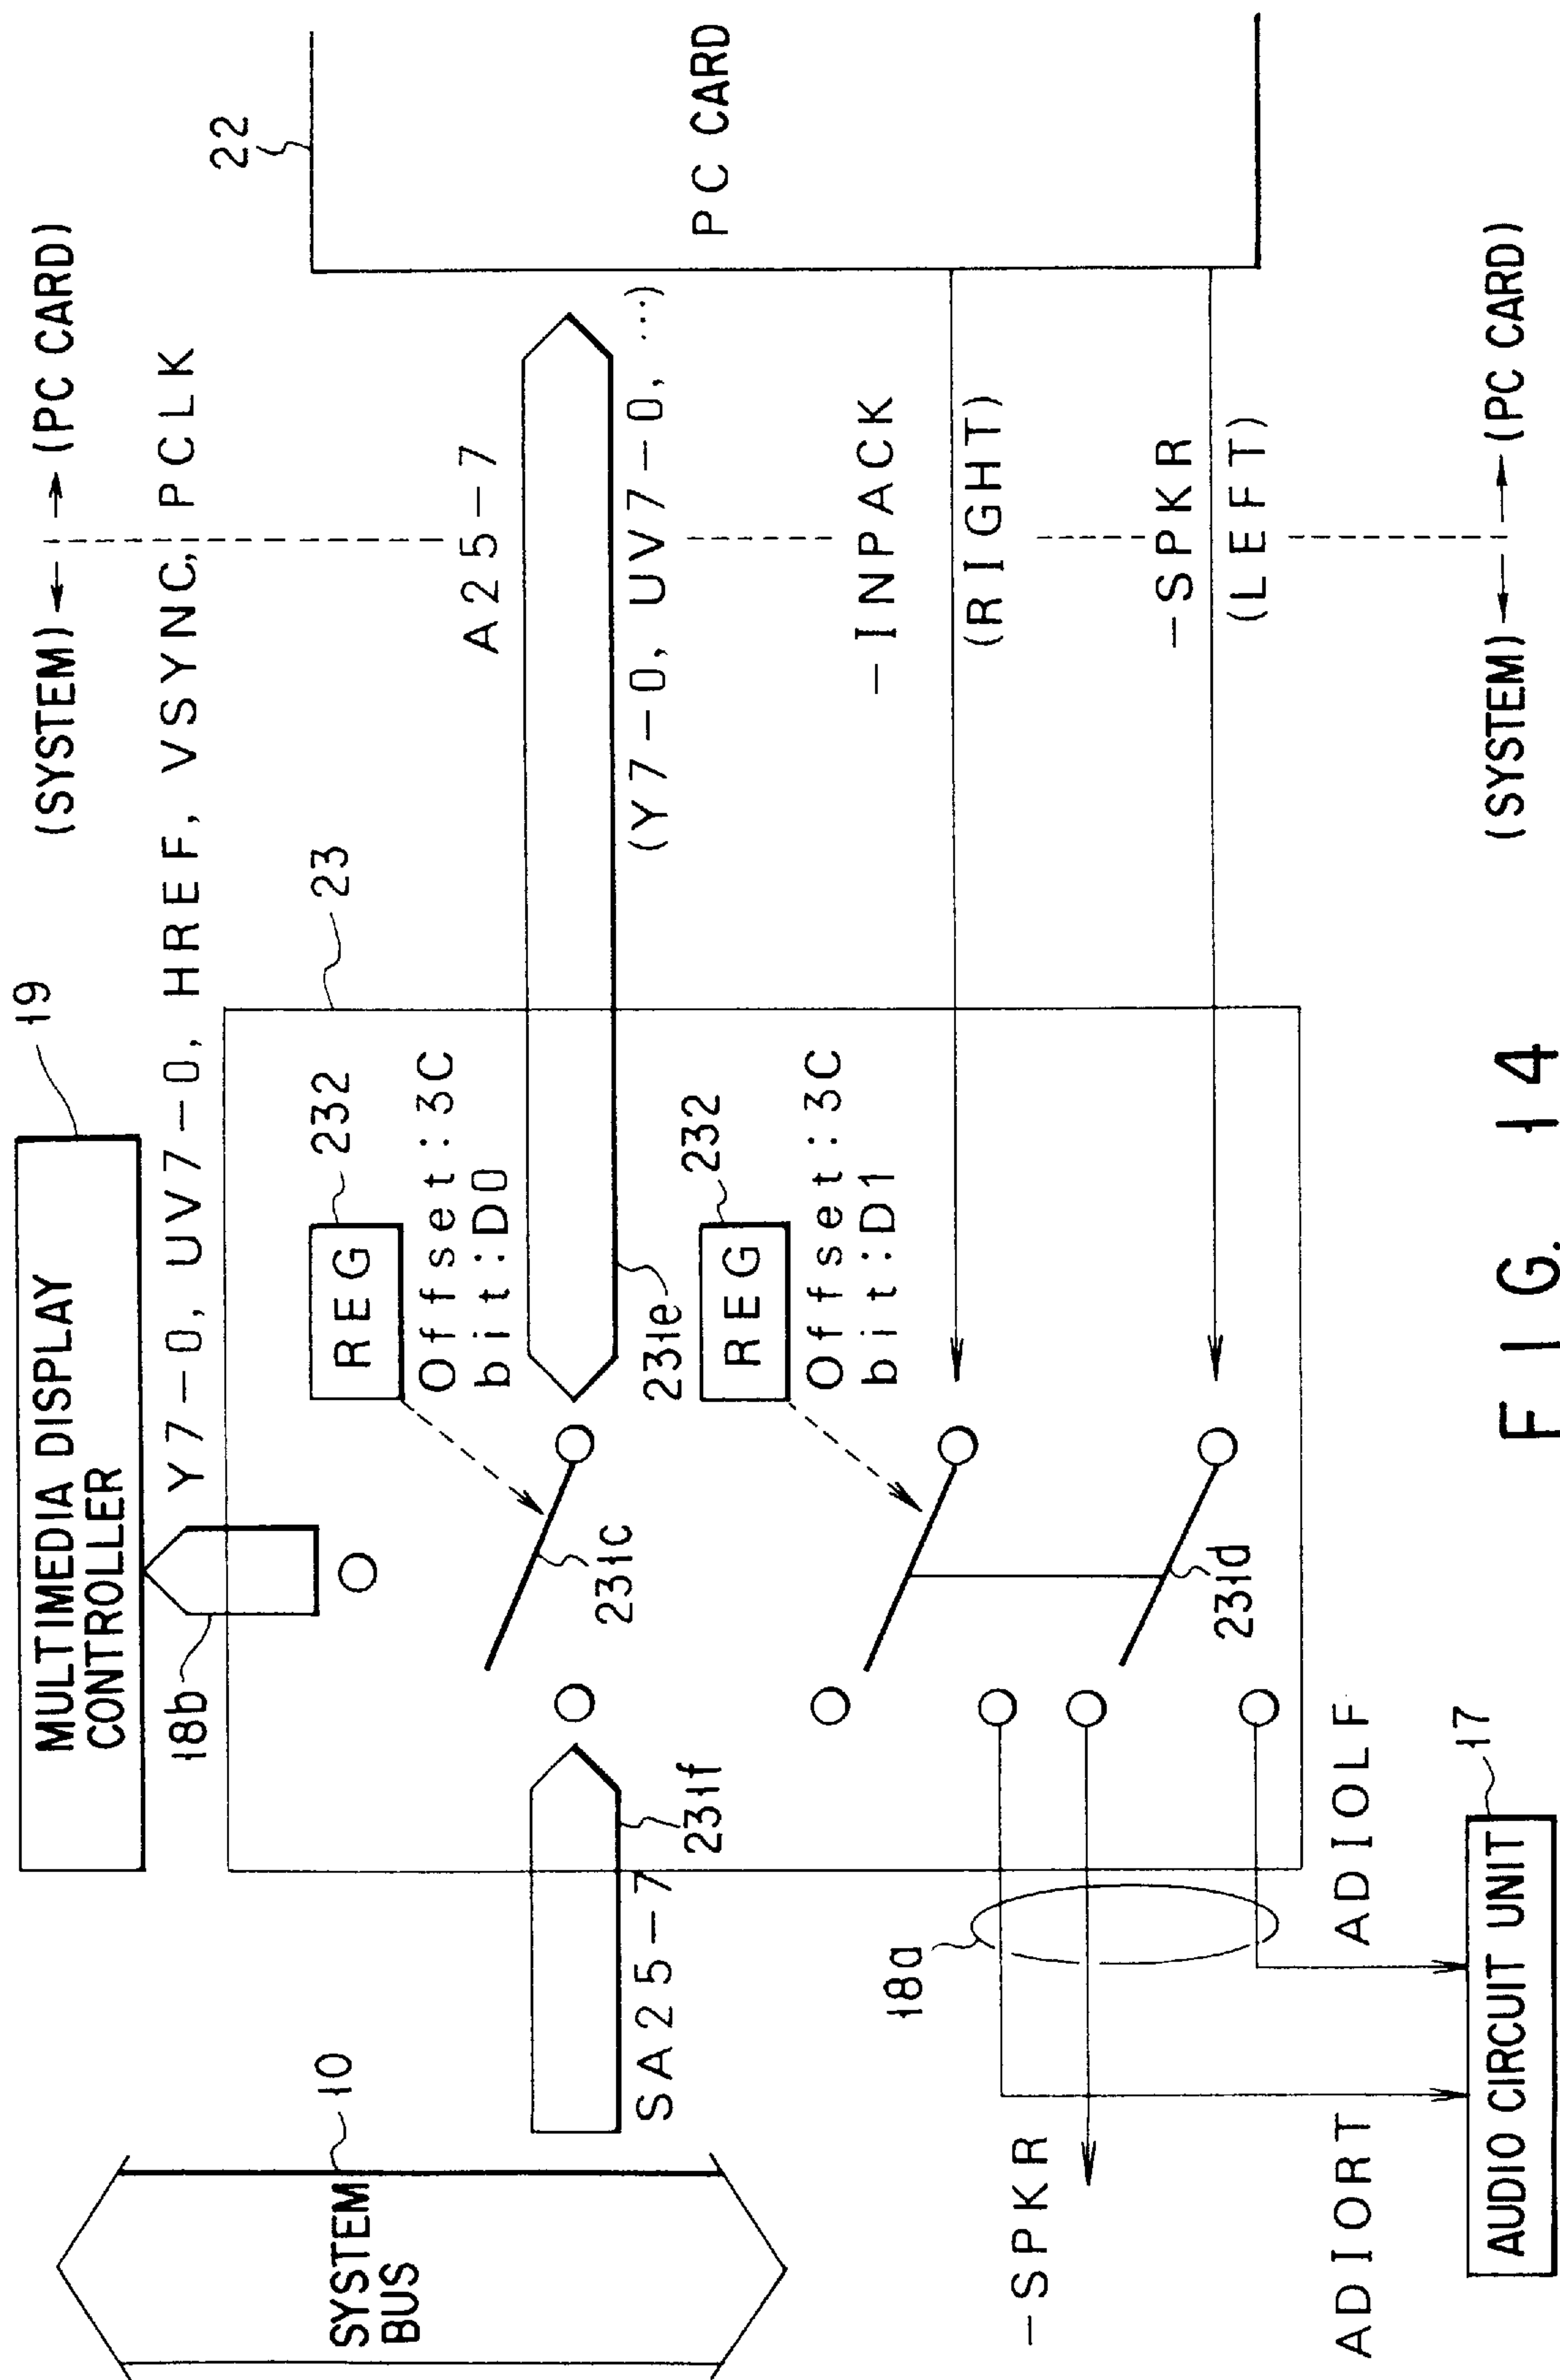 (SYSTEM) ← → (PC CARD)
19
MULTIMEDIA DISPLAY
CONTROLLER
Y7-0, UV7-0, HREF, VSYNC, PCLK
18b
22
23
232
REG
Offset:3C
bit:D0
A25-7
(Y7-0, UV7-0, ···)
PC CARD
10
SYSTEM
BUS
SA25-7
231f
231c
231e
232
REG
Offset:3C
bit:D1
-INPACK
(RIGHT)
-SPKR
(LEFT)
231d
18a
-SPKR
ADIORT
ADIOLF
17
AUDIO CIRCUIT UNIT
(SYSTEM) ← → (PC CARD)
FIG. 14